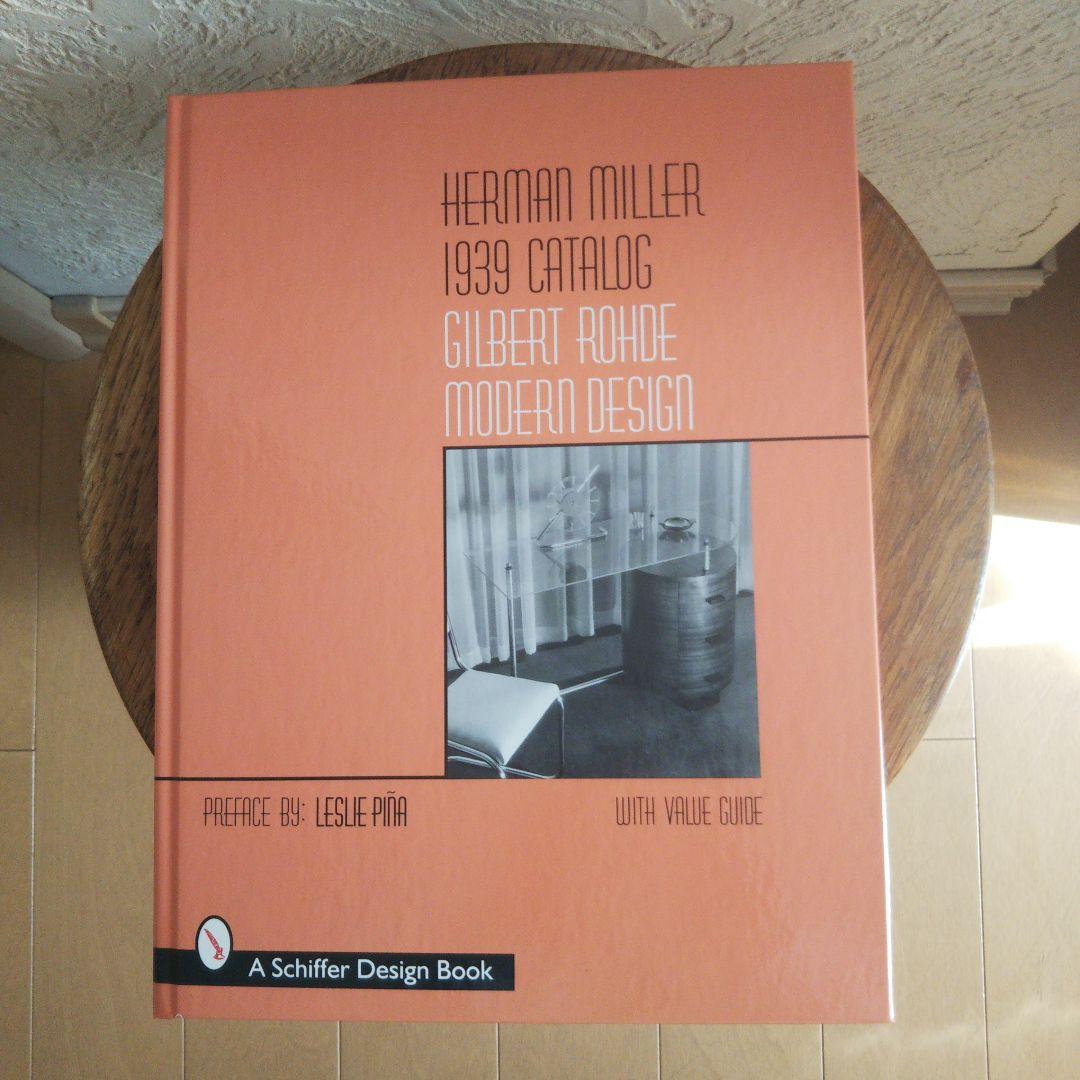 HERMAN MILLER
1939 CATALOG
GILBERT ROHDE
MODERN DESIGN
PREFACE BY: LESLIE PIÑA
WITH VALUE GUIDE
A Schiffer Design Book